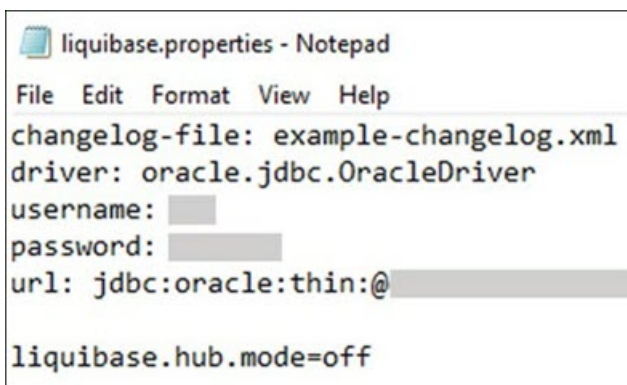 liquibase.properties - Notepad
File Edit Format View Help
changelog-file: example-changelog.xml
driver: oracle.jdbc.OracleDriver
username:
password:
url: jdbc:oracle:thin:@
liquibase.hub.mode=off